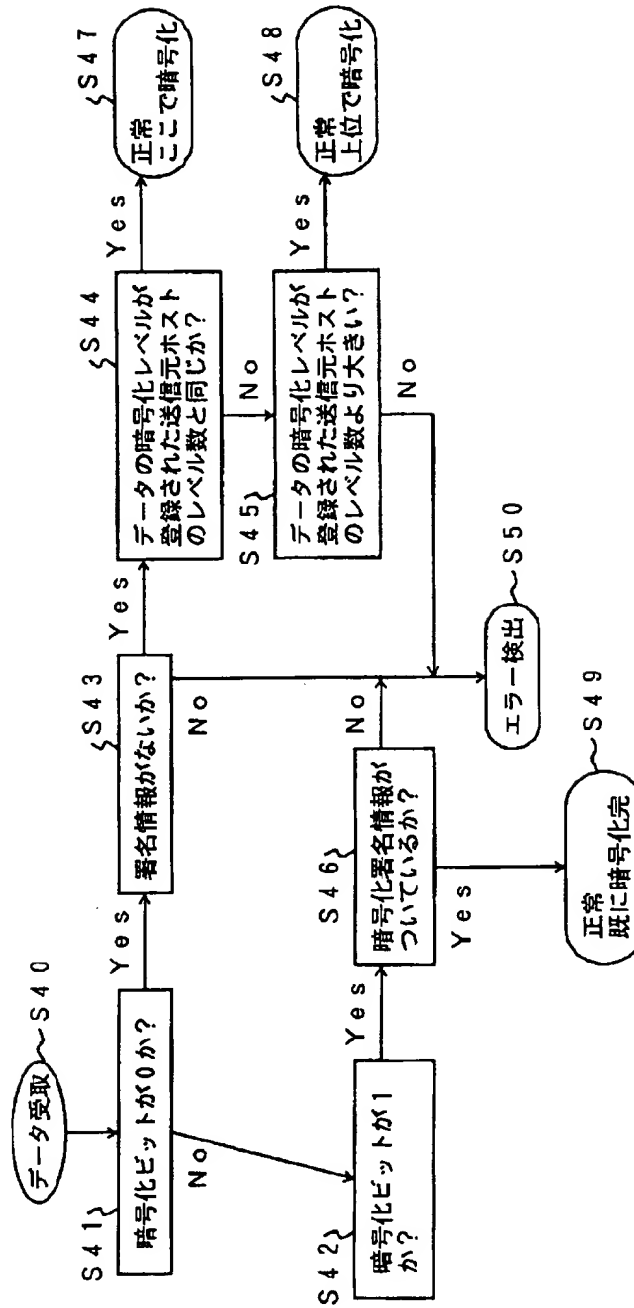 データ受取
S40
S41
暗号化ビットが0か？
Yes
No
S42
暗号化ビットが1
か？
Yes
S43
署名情報がないか？
Yes
No
S46
暗号化署名情報が
ついているか？
No
Yes
S44
データの暗号化レベルが
登録された送信元ホスト
のレベル数と同じか？
Yes
No
S45
データの暗号化レベルが
登録された送信元ホスト
のレベル数より大きい？
Yes
No
S47
正常
ここで暗号化
S48
正常
上位で暗号化
エラー検出
S50
正常
既に暗号化完
S49